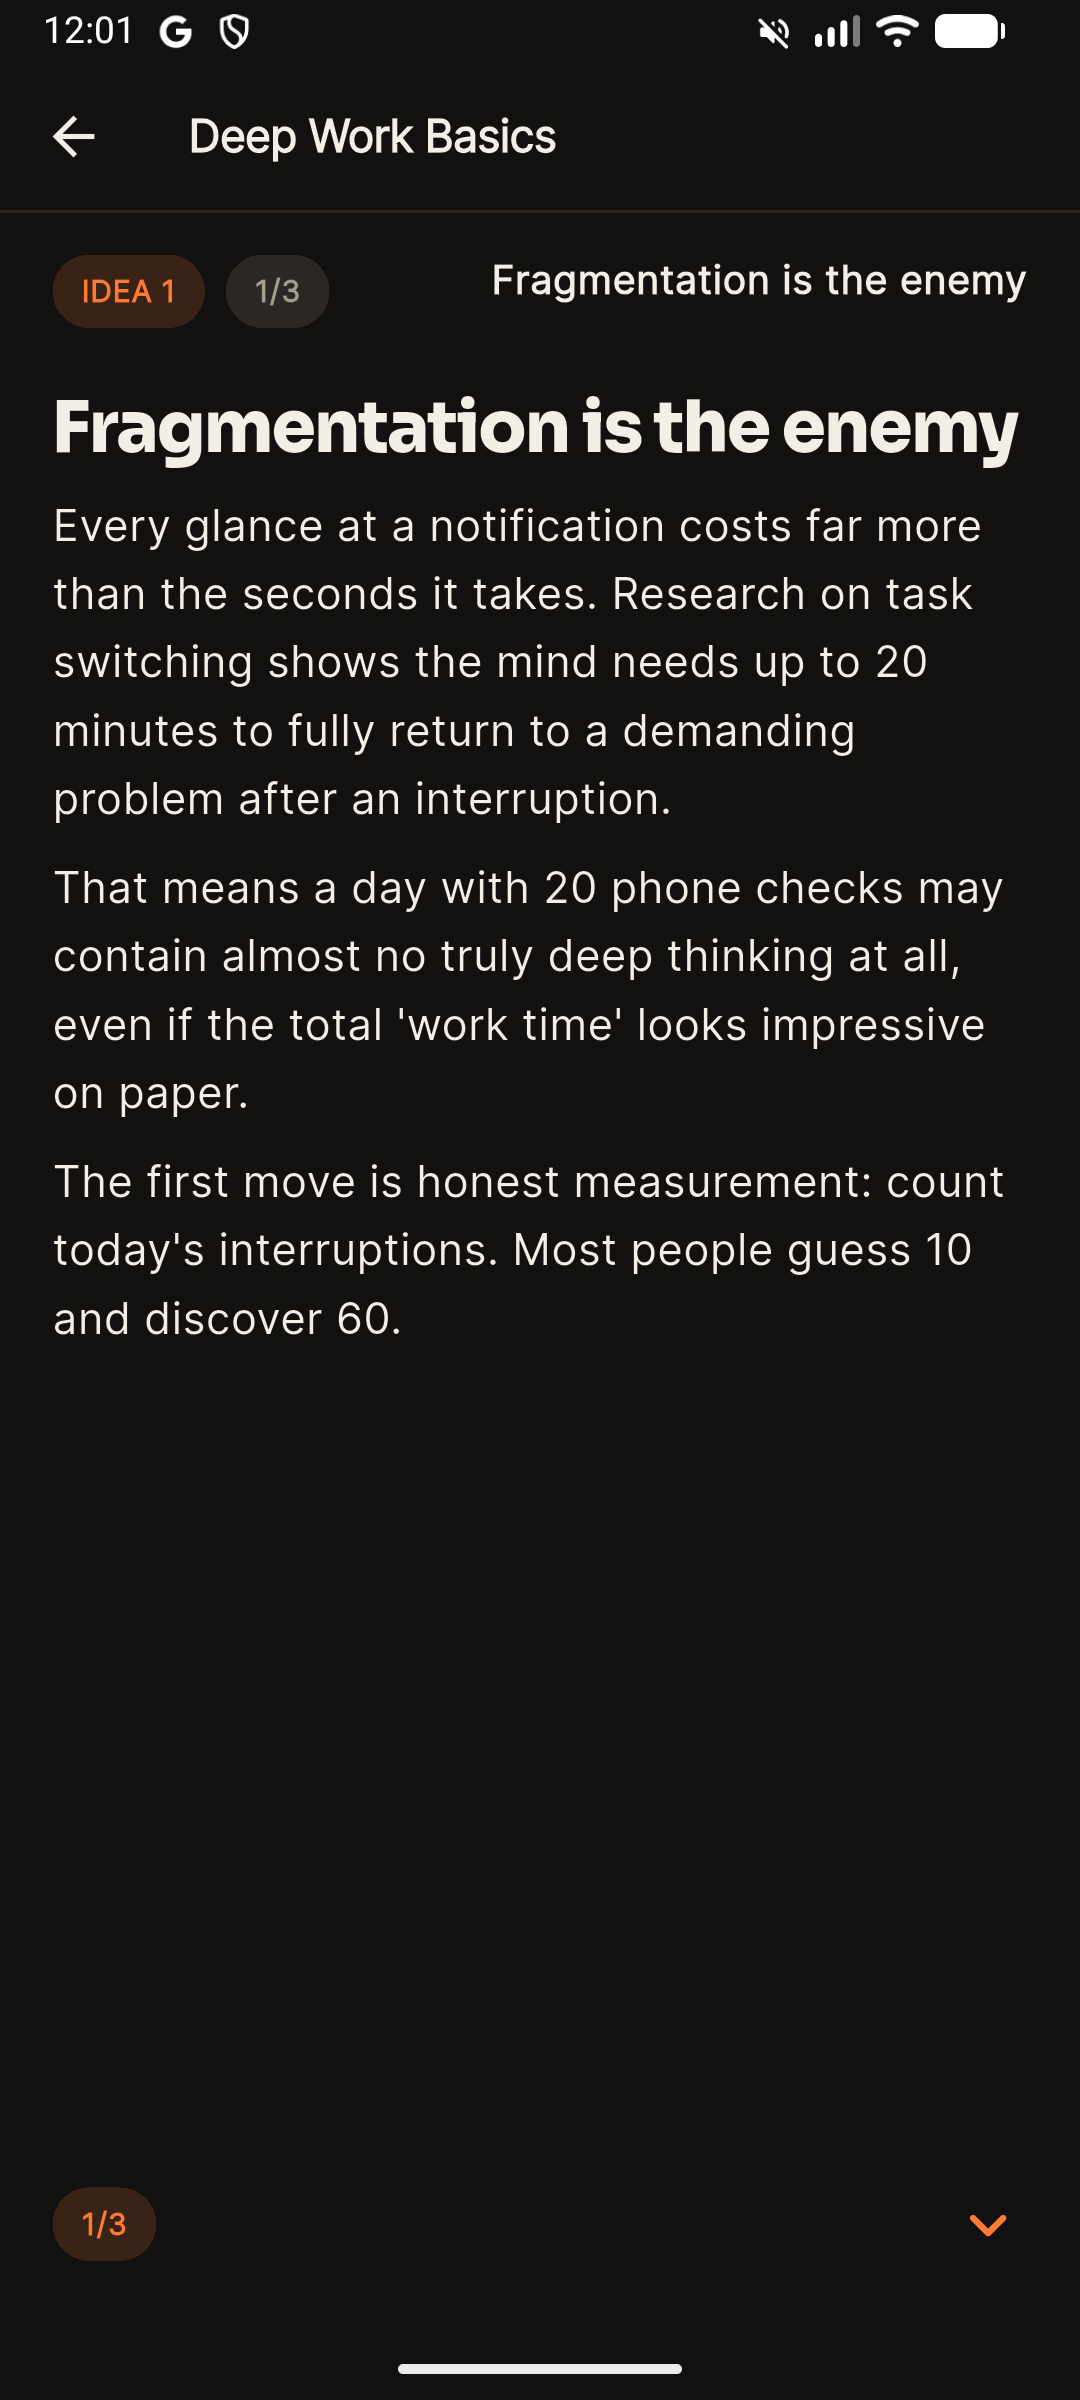 12:01
Deep Work Basics
IDEA 1
1/3
Fragmentation is the enemy
Fragmentation is the enemy
Every glance at a notification costs far more
than the seconds it takes. Research on task
switching shows the mind needs up to 20
minutes to fully return to a demanding
problem after an interruption.
That means a day with 20 phone checks may
contain almost no truly deep thinking at all,
even if the total 'work time' looks impressive
on paper.
The first move is honest measurement: count
today's interruptions. Most people guess 10
and discover 60.
1/3